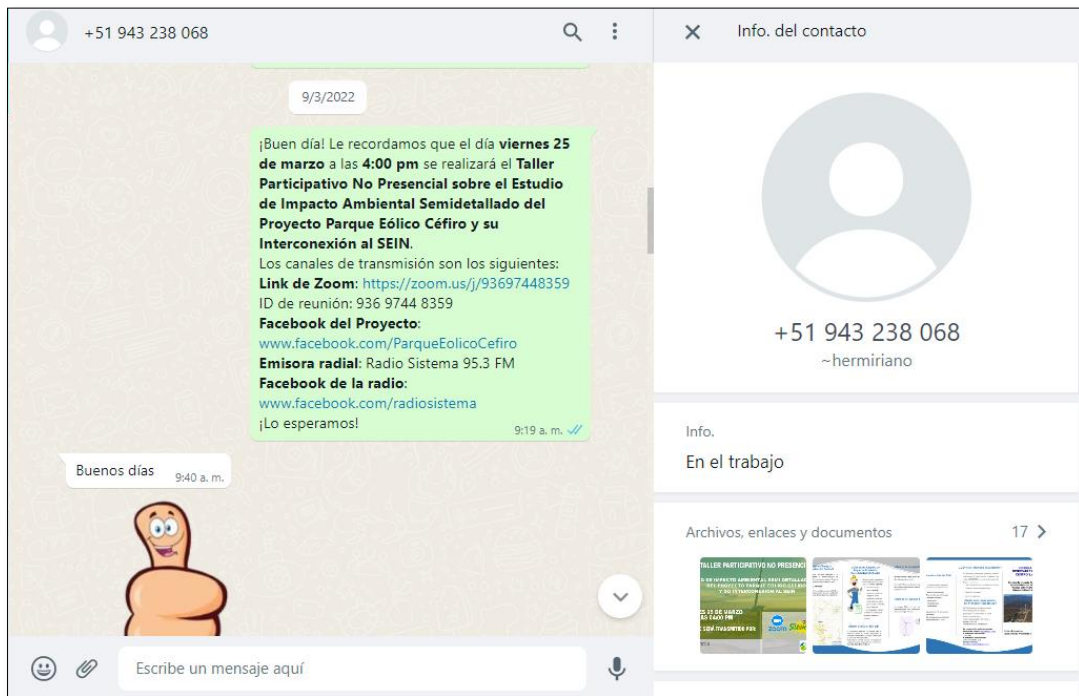 +51 943 238 068
9/3/2022
¡Buen día! Le recordamos que el día viernes 25
de marzo a las 4:00 pm se realizará el Taller
Participativo No Presencial sobre el Estudio
de Impacto Ambiental Semidetallado del
Proyecto Parque Eólico Céfiro y su
Interconexión al SEIN.
Los canales de transmisión son los siguientes:
Link de Zoom: https://zoom.us/j/93697448359
ID de reunión: 936 9744 8359
Facebook del Proyecto:
www.facebook.com/ParqueEolicoCefiro
Emisora radial: Radio Sistema 95.3 FM
Facebook de la radio:
www.facebook.com/radiosistema
¡Lo esperamos!
9:19 a. m.
Buenos días
9:40 a. m.
Escribe un mensaje aquí
Info. del contacto
+51 943 238 068
~hermiriano
Info.
En el trabajo
Archivos, enlaces y documentos
17
TALLER PARTICIPATIVO NO PRESENCI
zoom